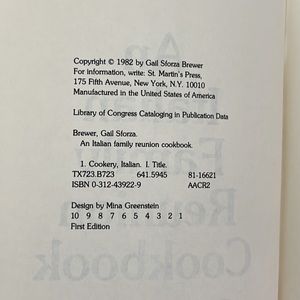 Copyright © 1982 by Gail Sforza Brewer
For information, write: St. Martin's Press,
175 Fifth Avenue, New York, N.Y. 10010
Manufactured in the United States of America
Library of Congress Cataloging in Publication Data
Brewer, Gail Sforza.
An Italian family reunion cookbook.
1. Cookery, Italian. I. Title.
TX723.B723 641.5945 81-16621
ISBN 0-312-43922-9 AACR2
Design by Mina Greenstein
10 9 8 7 6 5 4 3 2 1
First Edition